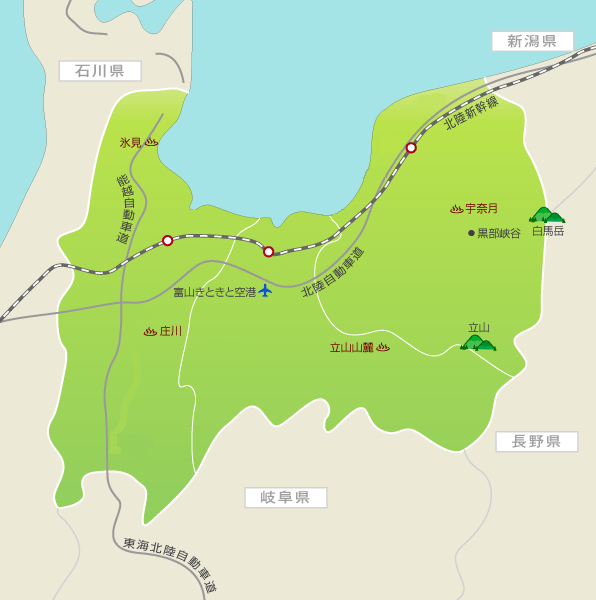 新潟県
石川県
北陸新幹線
氷見
能越自動車道
宇奈月
白馬岳
黒部峡谷
北陸自動車道
富山きときと空港
庄川
立山
立山山麓
長野県
岐阜県
東海北陸自動車道